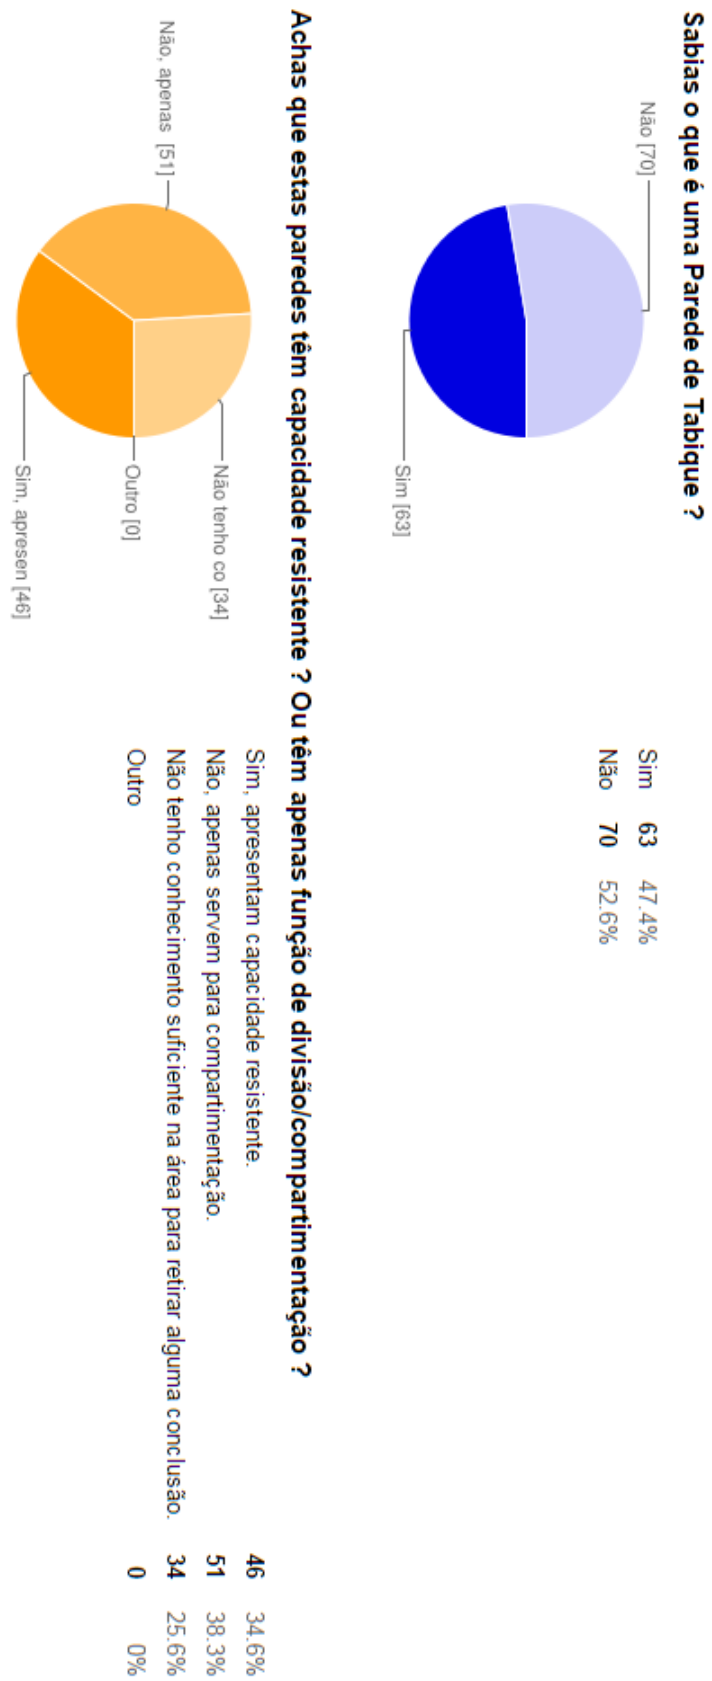 Sabias o que é uma Parede de Tabique ?
Não [70]
Sim [63]
Sim 63 47.4%
Não 70 52.6%
Achas que estas paredes têm capacidade resistente ? Ou têm apenas função de divisão/compartimentação ?
Não, apenas [51]
Não tenho co [34]
Outro [0]
Sim, apresen [46]
Sim, apresentam capacidade resistente. 46 34.6%
Não, apenas servem para compartimentação. 51 38.3%
Não tenho conhecimento suficiente na área para retirar alguma conclusão. 34 25.6%
Outro 0 0%